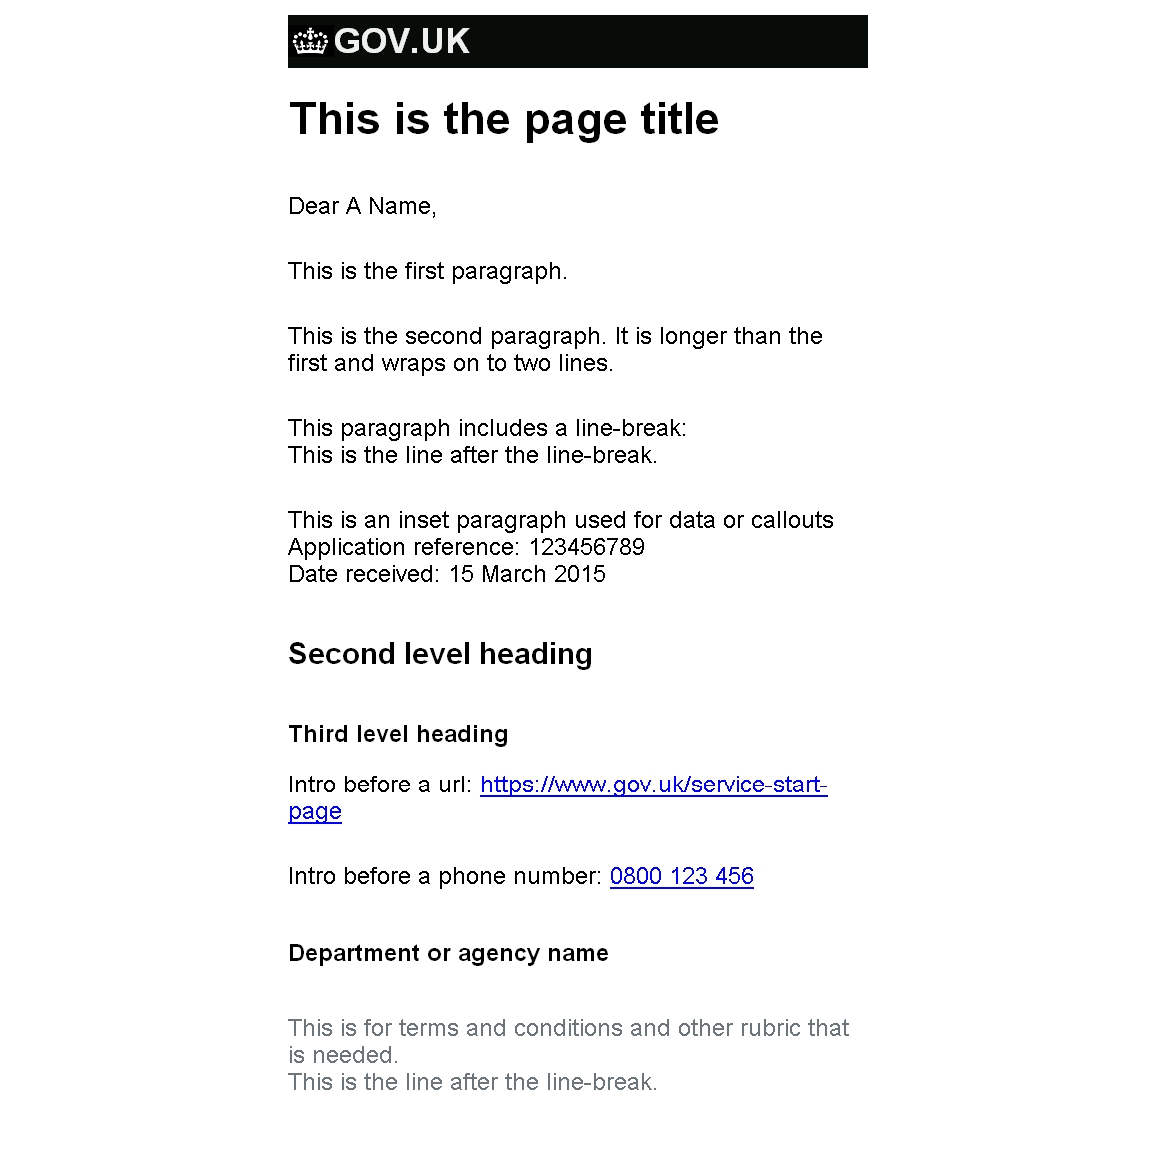 GOV.UK
This is the page title
Dear A Name,
This is the first paragraph.
This is the second paragraph. It is longer than the
first and wraps on to two lines.
This paragraph includes a line-break:
This is the line after the line-break.
This is an inset paragraph used for data or callouts
Application reference: 123456789
Date received: 15 March 2015
Second level heading
Third level heading
Intro before a url: https://www.gov.uk/service-start-
page
Intro before a phone number: 0800 123 456
Department or agency name
This is for terms and conditions and other rubric that
is needed.
This is the line after the line-break.